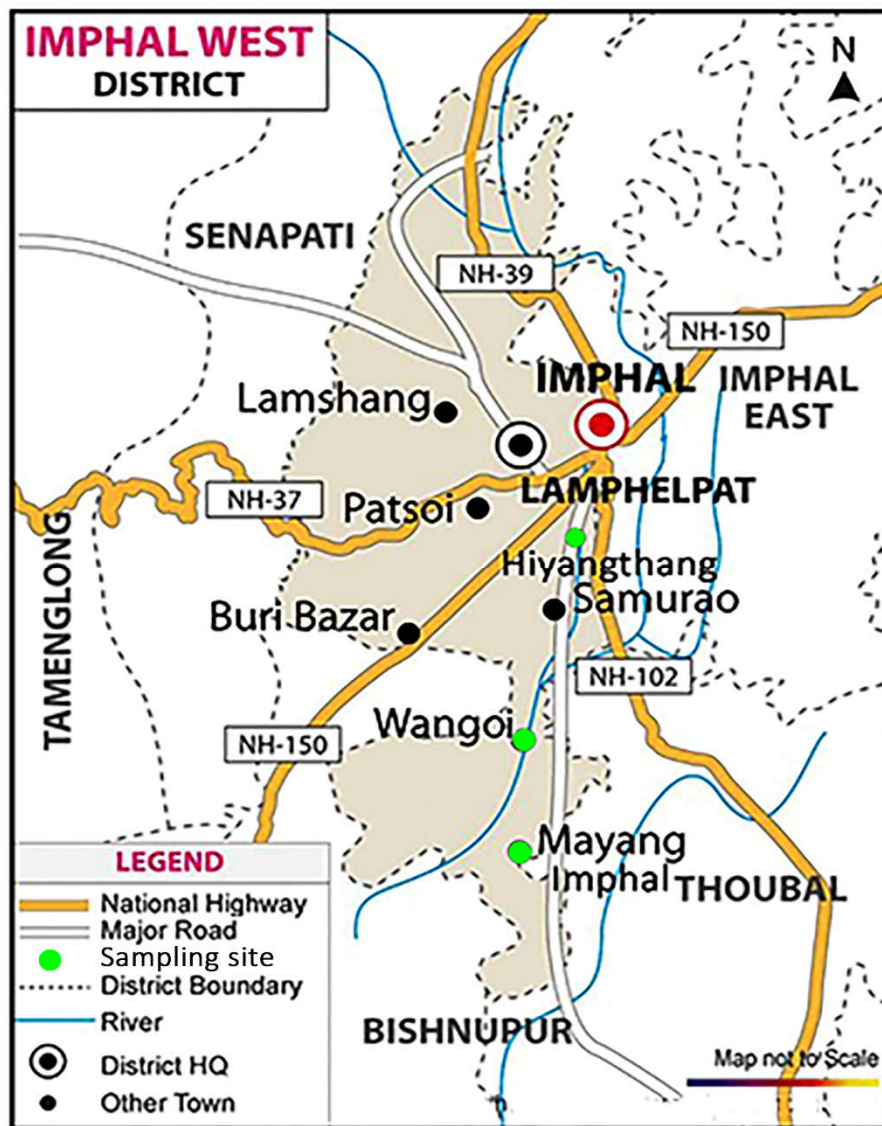 IMPHAL WEST
DISTRICT
N
SENAPATI
NH-39
NH-150
IMPHAL
IMPHAL
EAST
Lamshang
LAMPHELPAT
NH-37
Patsoi
TAMENGLONG
Hiyangthang
Samurao
Buri Bazar
NH-102
Wangoi
NH-150
Mayang
Imphal
THOUBAL
LEGEND
National Highway
Major Road
Sampling site
District Boundary
River
District HQ
Other Town
BISHNUPUR
Map not to Scale